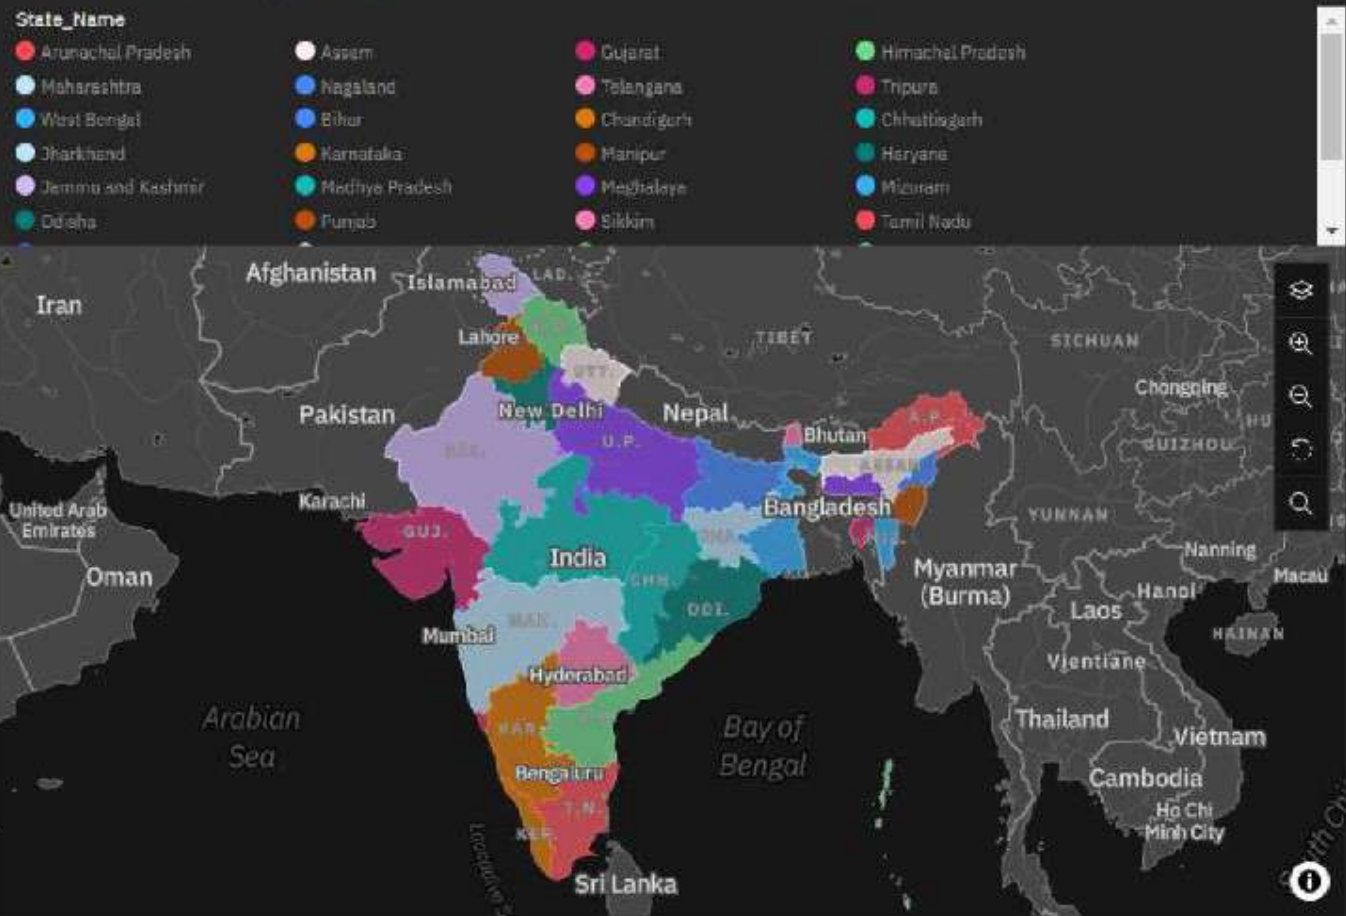 State_Name
Arunachal Pradesh
Assam
Gujarat
Himachal Pradesh
Maharashtra
Nagaland
Telangana
Tripura
West Bengal
Bihar
Chandigarh
Chhattisgarh
Jharkhand
Karnataka
Manipur
Haryana
Jammu and Kashmir
Madhya Pradesh
Meghalaya
Mizoram
Odisha
Punjab
Sikkim
Tamil Nadu
Afghanistan
Islamabad
LAD.
Iran
Lahore
TIBET
SICHUAN
UTT.
Chongqing
Pakistan
New Delhi
Nepal
A.P.
HU
Bhutan
U.P.
GUIZHOU
ASSAM
Karachi
United Arab
Emirates
Bangladesh
YUNNAN
GUJ.
JHA.
India
Oman
Nanning
Myanmar
(Burma)
Macau
CHH.
Hanoi
ODI.
Laos
MAH.
Mumbai
HAINAN
Vientiane
Hyderabad
Arabian
Sea
Bay of
Bengal
Thailand
KAR.
Vietnam
Bengaluru
Cambodia
T.N.
Ho Chi
Minh City
KER.
Sri Lanka